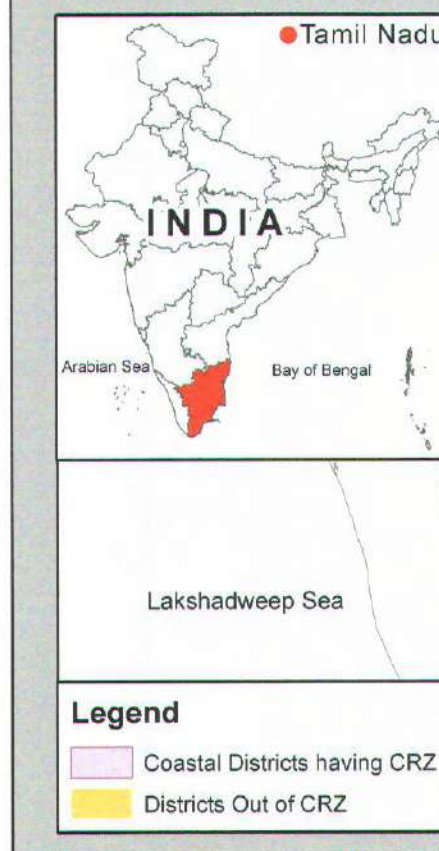 Tamil Nadu
INDIA
Arabian Sea
Bay of Bengal
Lakshadweep Sea
Legend
Coastal Districts having CRZ
Districts Out of CRZ